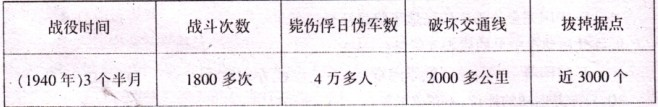 战役时间 战斗次数 毙伤俘日伪军数 破坏交通线 拔掉据点
(1940年)3个半月 1800多次 4万多人 2000多公里 近3000个